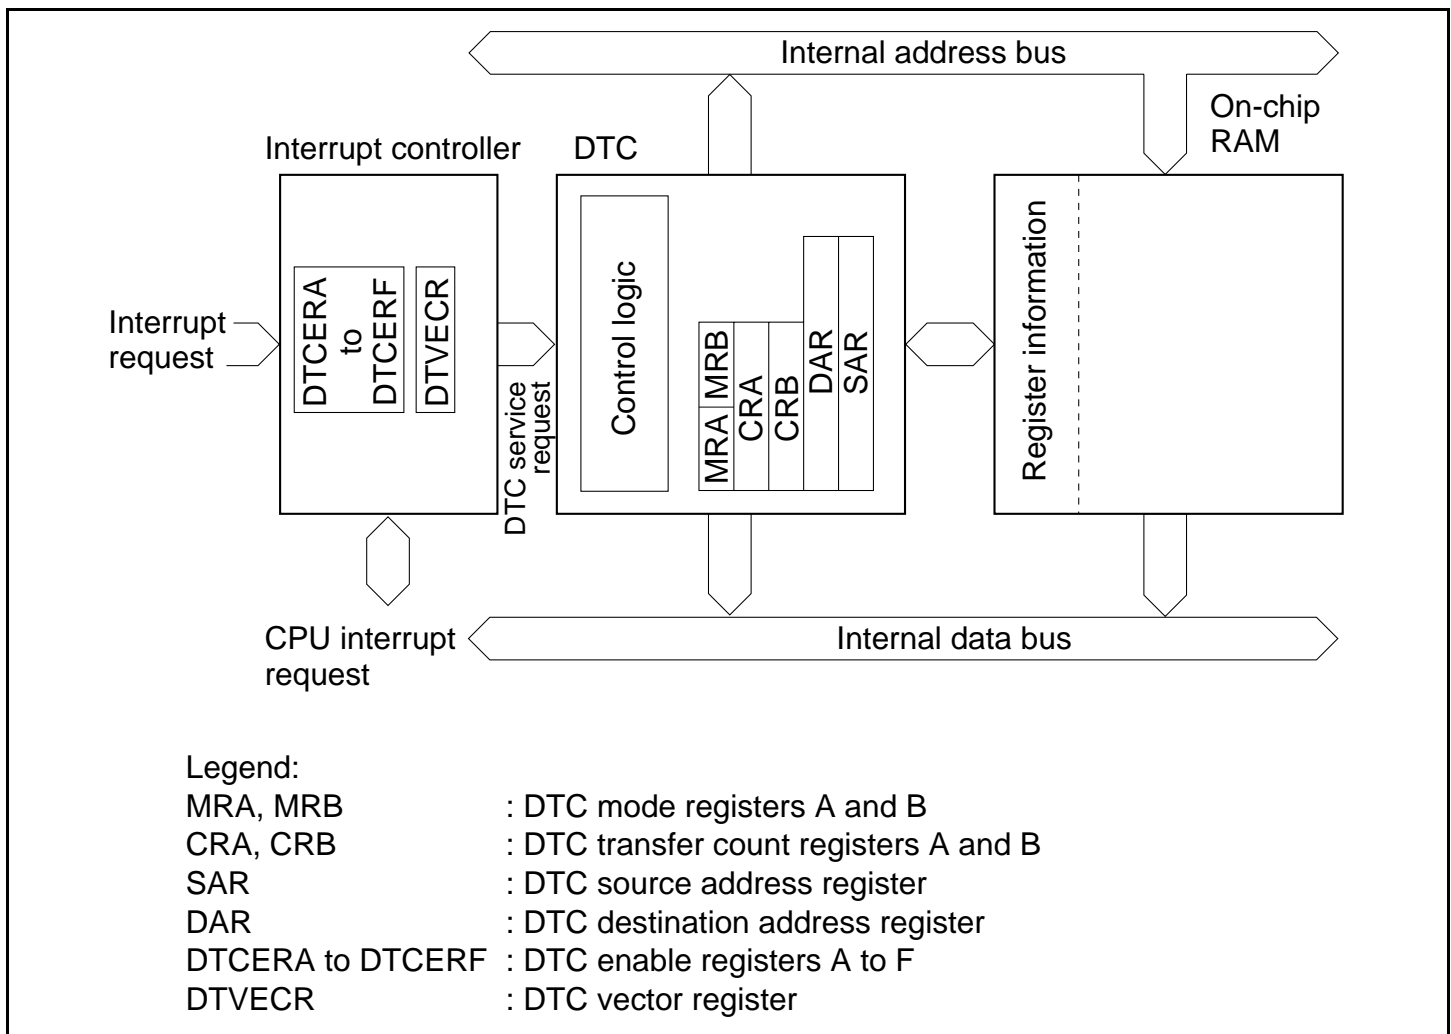 Internal address bus
On-chip
RAM
Interrupt controller
DTC
Interrupt
request
DTCERA
to
DTCERF
DTVECR
DTC service
request
Control logic
MRA
MRB
CRA
CRB
DAR
SAR
Register information
CPU interrupt
request
Internal data bus
Legend:
MRA, MRB : DTC mode registers A and B
CRA, CRB : DTC transfer count registers A and B
SAR : DTC source address register
DAR : DTC destination address register
DTCERA to DTCERF : DTC enable registers A to F
DTVECR : DTC vector register